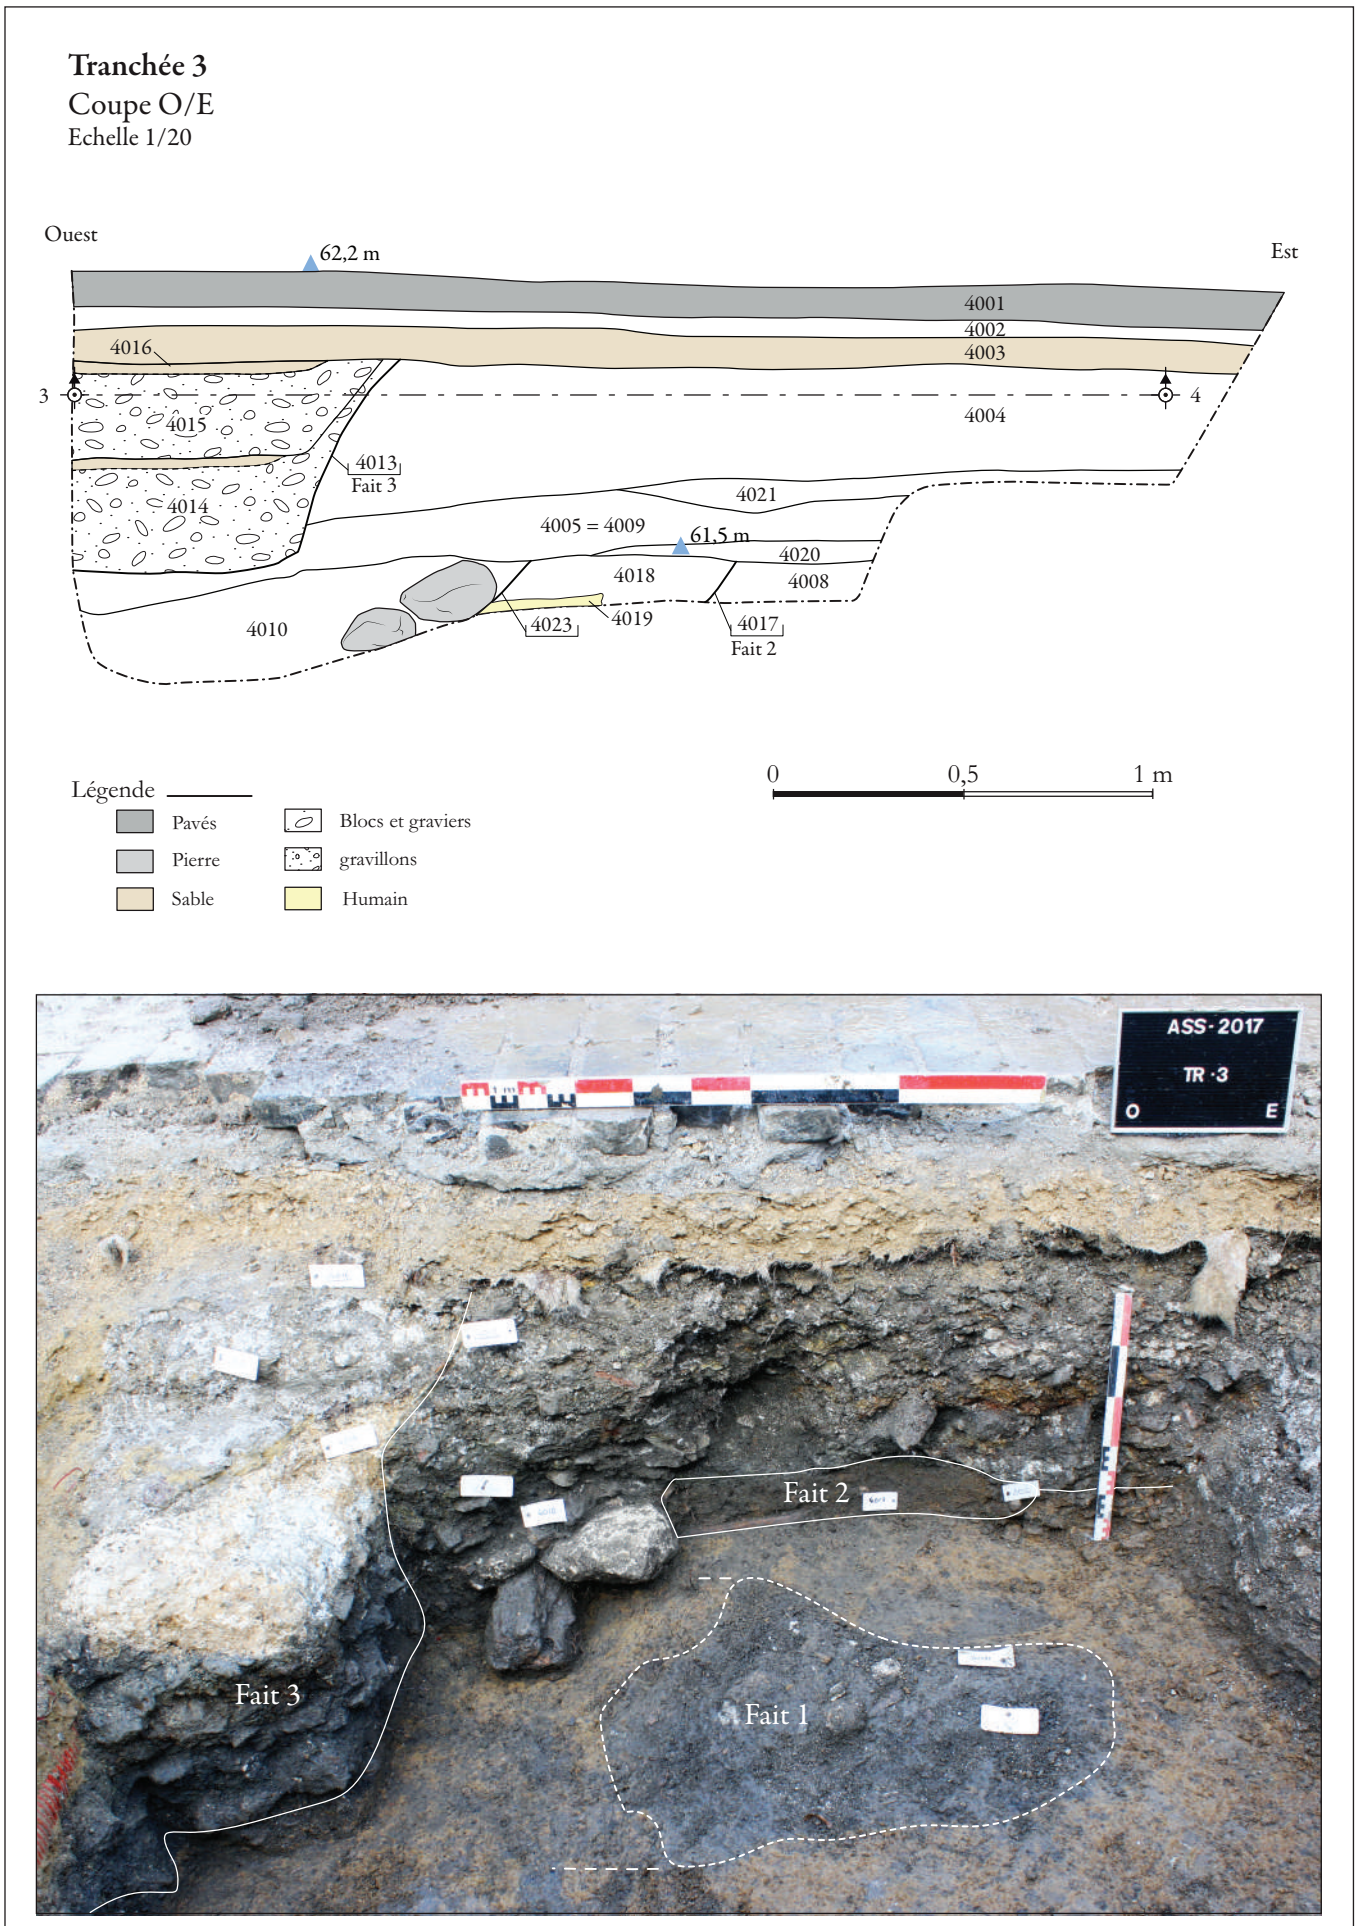 Tranchée 3
Coupe O/E
Echelle 1/20
Ouest
62,2 m
Est
4001
4002
4003
4016
3
4
4004
4015
4013
Fait 3
4014
4021
4005 = 4009
61,5 m
4020
4018
4008
4010
4023
4019
4017
Fait 2
Légende
0 0,5 1 m
Pavés
Blocs et graviers
Pierre
gravillons
Sable
Humain
ASS-2017
TR·3
O E
1 m
Fait 2
Fait 3
Fait 1